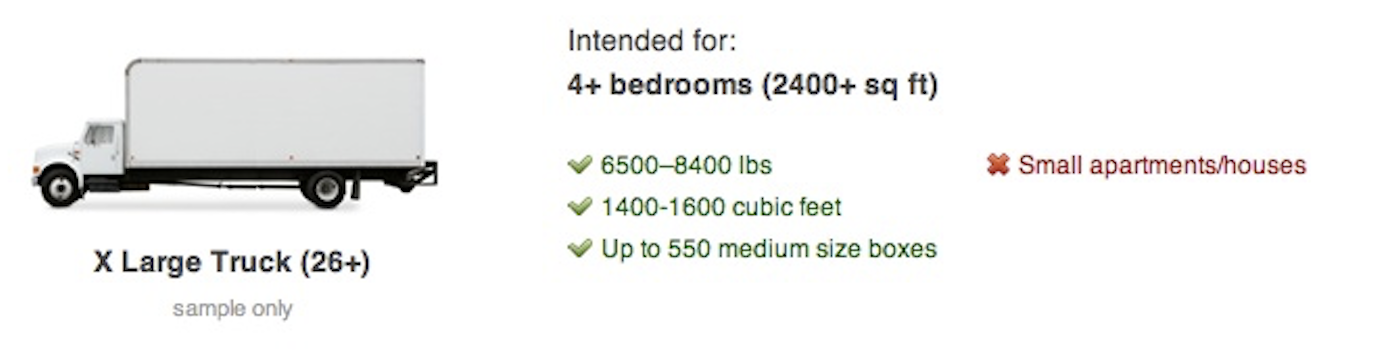 Intended for:
4+ bedrooms (2400+ sq ft)
6500–8400 lbs
Small apartments/houses
1400-1600 cubic feet
Up to 550 medium size boxes
X Large Truck (26+)
sample only